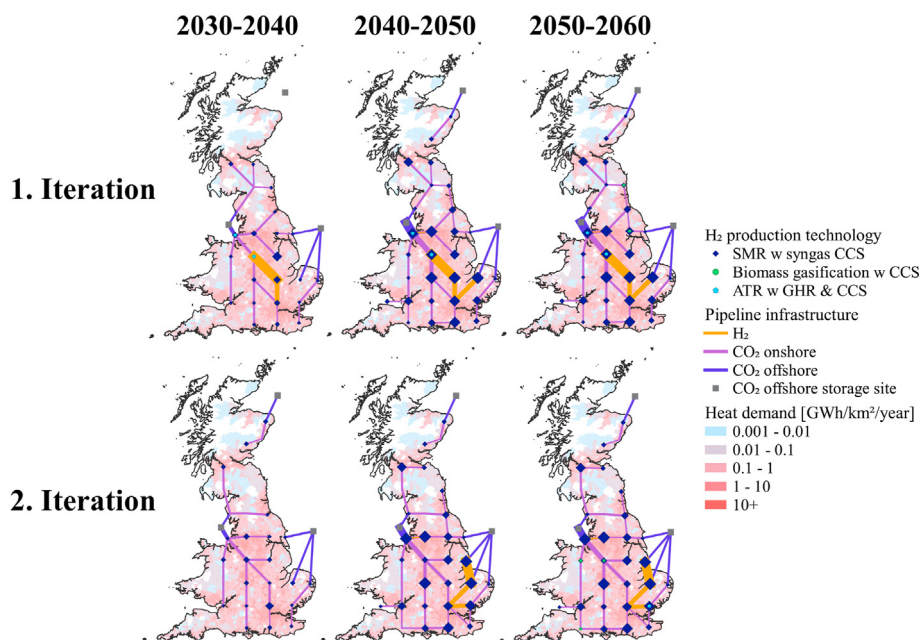 2030-2040 2040-2050 2050-2060
1. Iteration
2. Iteration
H₂ production technology
SMR w syngas CCS
Biomass gasification w CCS
ATR w GHR & CCS
Pipeline infrastructure
H₂
CO₂ onshore
CO₂ offshore
CO₂ offshore storage site
Heat demand [GWh/km²/year]
0.001 - 0.01
0.01 - 0.1
0.1 - 1
1 - 10
10+